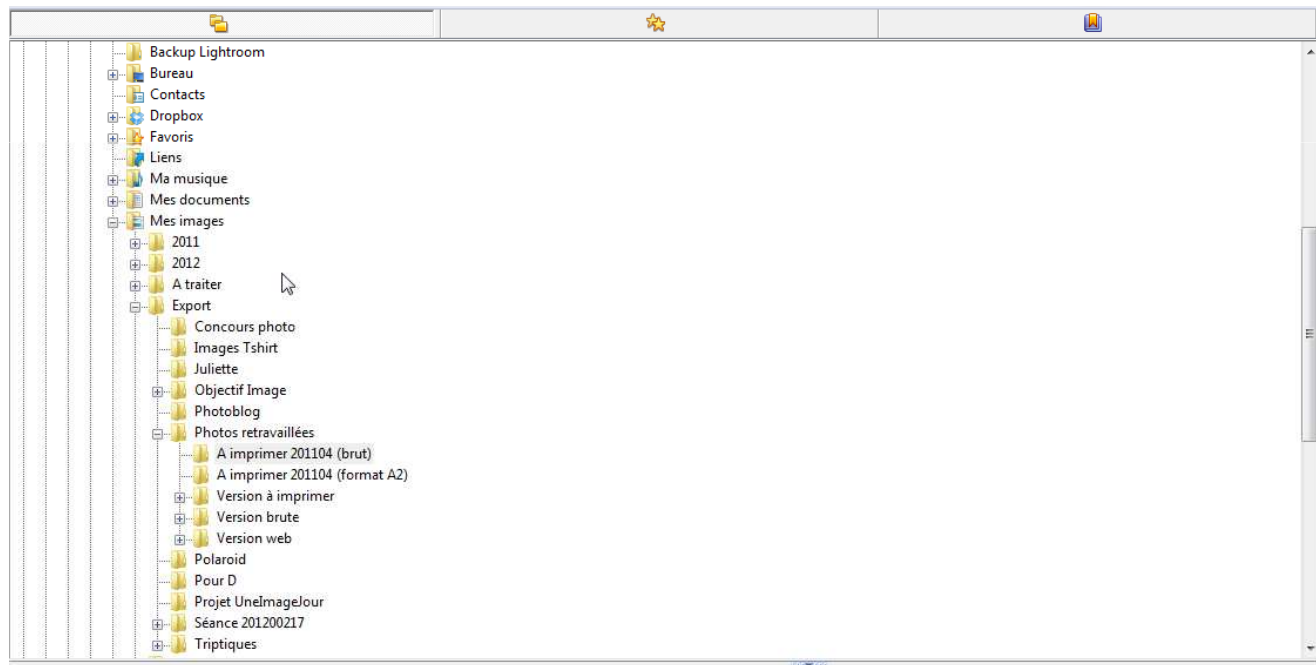 Backup Lightroom
Bureau
Contacts
Dropbox
Favoris
Liens
Ma musique
Mes documents
Mes images
2011
2012
A traiter
Export
Concours photo
Images Tshirt
Juliette
Objectif Image
Photoblog
Photos retravaillées
A imprimer 201104 (brut)
A imprimer 201104 (format A2)
Version à imprimer
Version brute
Version web
Polaroid
Pour D
Projet UneImageJour
Séance 201200217
Triptiques